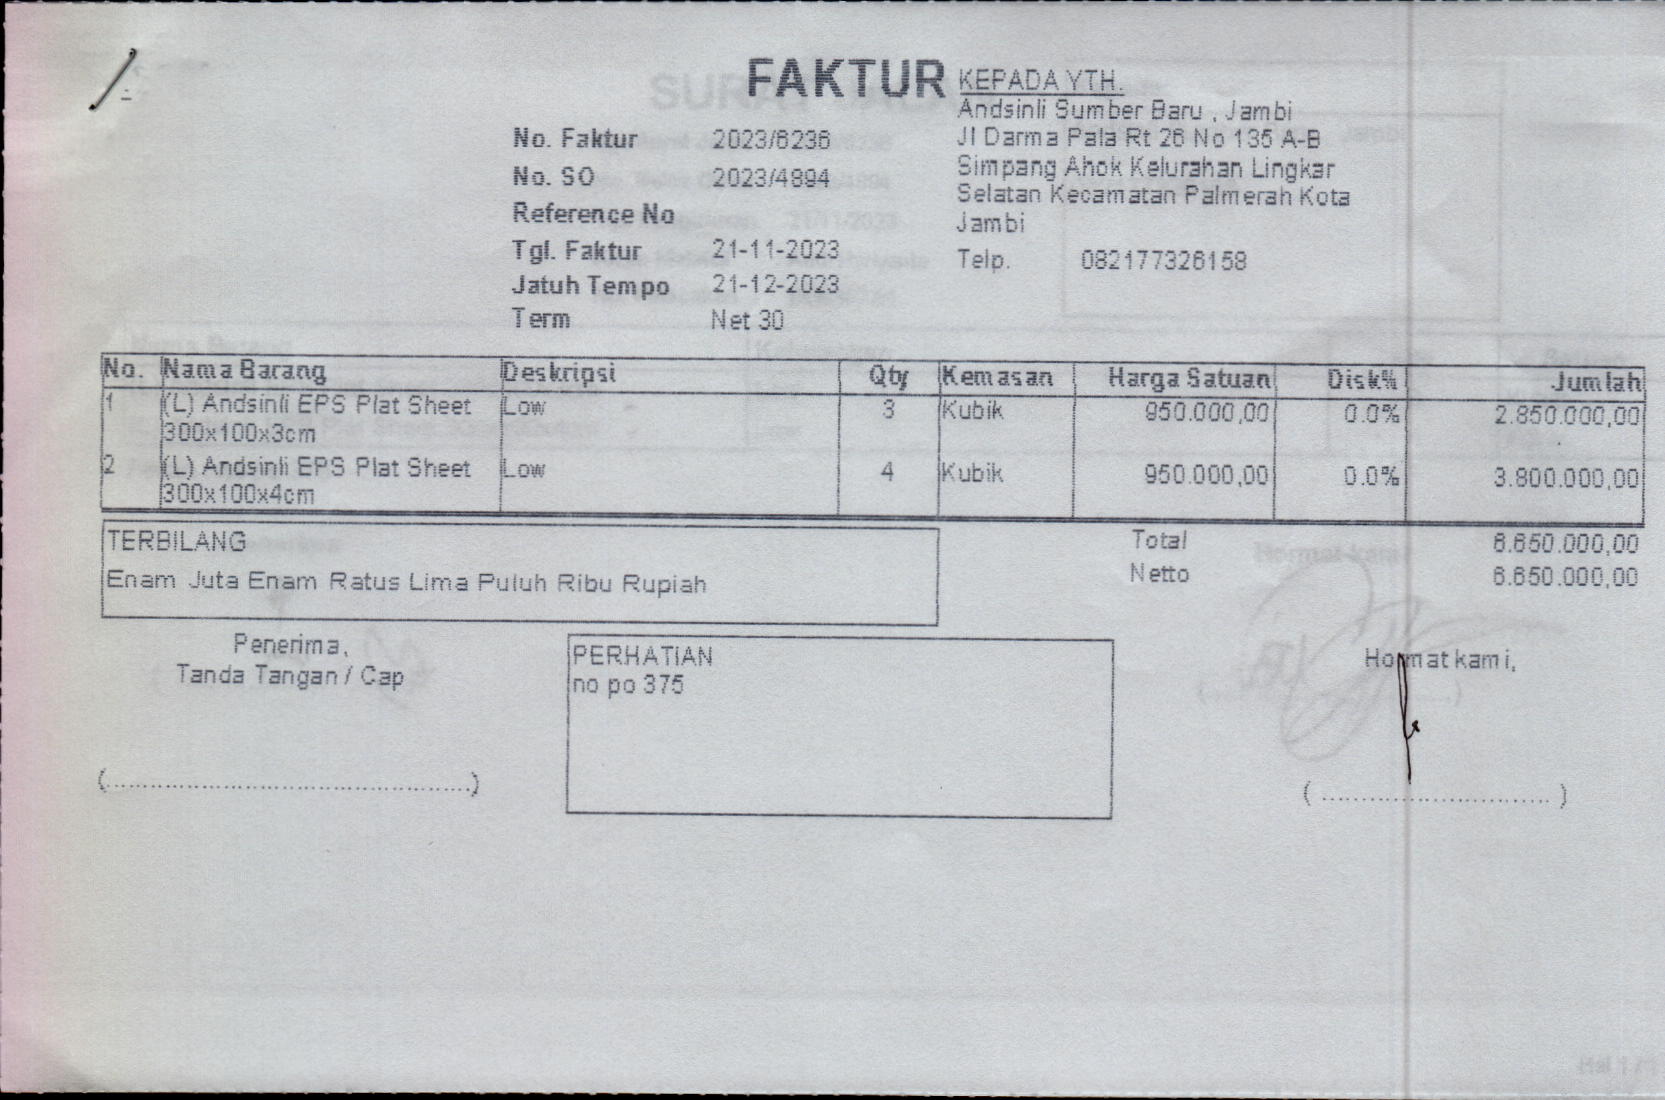 FAKTUR
KEPADA YTH.
Andsinli Sumber Baru , Jambi
Jl Darma Pala Rt 26 No 135 A-B
Simpang Ahok Kelurahan Lingkar
Selatan Kecamatan Palmerah Kota
Jambi
Telp. 082177326158
No. Faktur 2023/6236
No. SO 2023/4894
Reference No
Tgl. Faktur 21-11-2023
Jatuh Tempo 21-12-2023
Term Net 30
No. Nama Barang Deskripsi Qty Kemasan Harga Satuan Disk% Jumlah
1 (L) Andsinli EPS Plat Sheet Low 3 Kubik 950.000,00 0.0% 2.850.000,00
300x100x3cm
2 (L) Andsinli EPS Plat Sheet Low 4 Kubik 950.000,00 0.0% 3.800.000,00
300x100x4cm
TERBILANG
Enam Juta Enam Ratus Lima Puluh Ribu Rupiah
Total 6.650.000,00
Netto 6.650.000,00
Penerima,
Tanda Tangan / Cap
PERHATIAN
no po 375
Hormat kami,